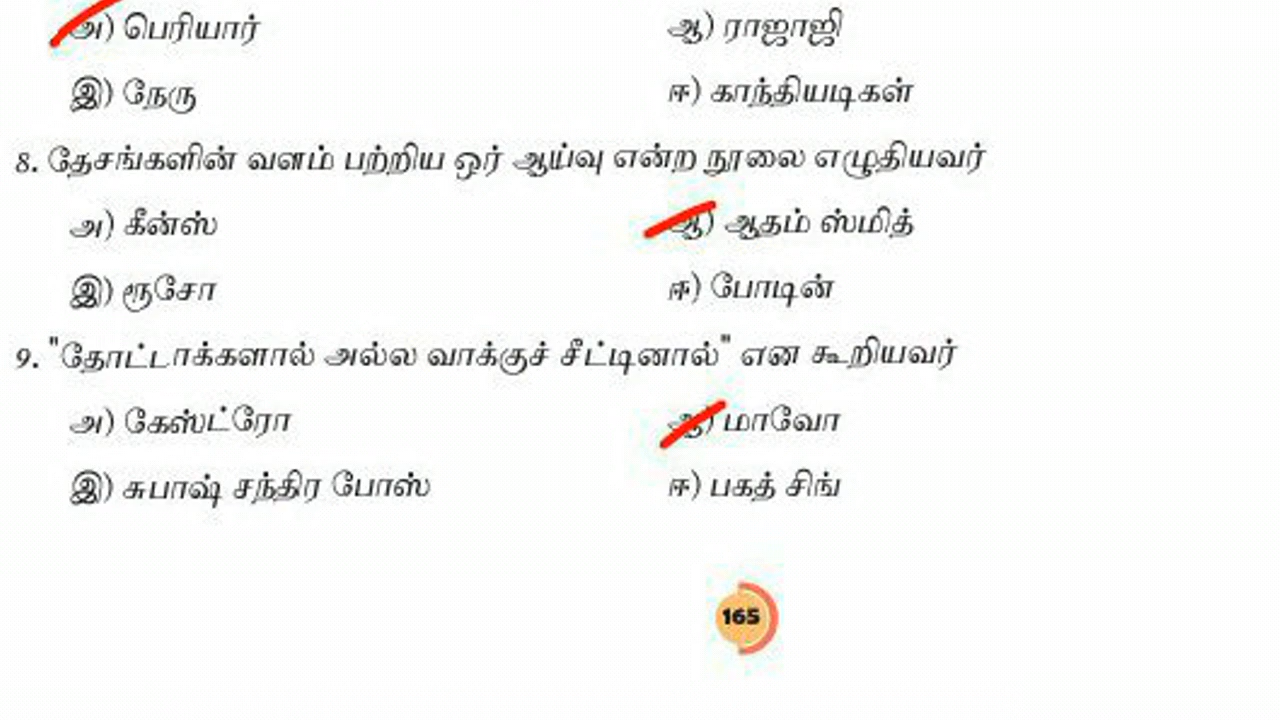 அ) பெரியார் ஆ) ராஜாஜி
இ) நேரு ஈ) காந்தியடிகள்
8. தேசங்களின் வளம் பற்றிய ஓர் ஆய்வு என்ற நூலை எழுதியவர்
அ) கீன்ஸ் ஆ) ஆதம் ஸ்மித்
இ) ரூசோ ஈ) போடின்
9. "தோட்டாக்களால் அல்ல வாக்குச் சீட்டினால்" என கூறியவர்
அ) கேஸ்ட்ரோ ஆ) மாவோ
இ) சுபாஷ் சந்திர போஸ் ஈ) பகத் சிங்
165